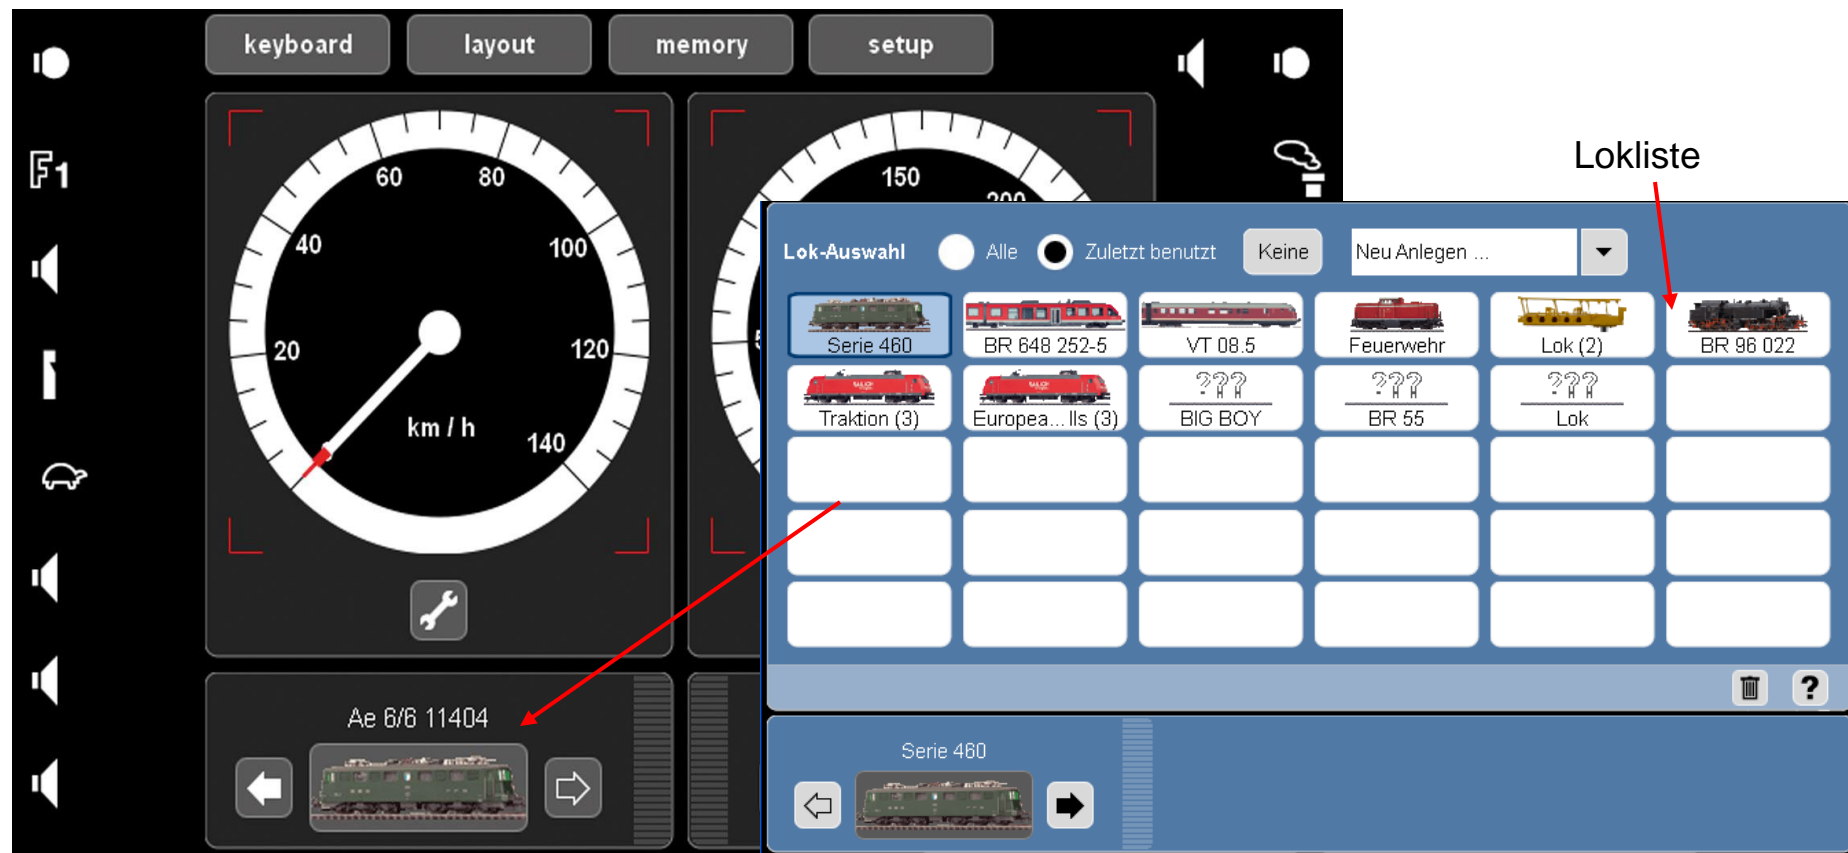 keyboard layout memory setup
F1
60 80
40 100
20 120
km / h
140
150
200
Ae 6/6 11404
Lokliste
Lok-Auswahl Alle Zuletzt benutzt Keine Neu Anlegen ...
Serie 460 BR 648 252-5 VT 08.5 Feuerwehr Lok (2) BR 96 022
??? ??? ???
Traktion (3) Europea... lls (3) BIG BOY BR 55 Lok
?
Serie 460